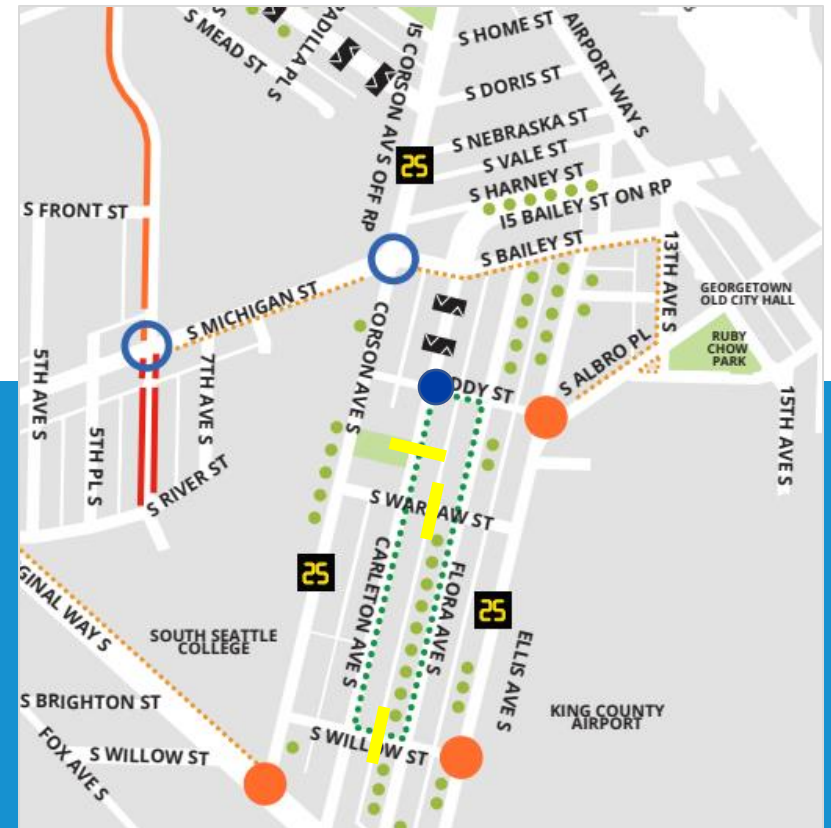 S MEAD ST
PADILLA PL S
I5 CORSON AV S OFF RP
S HOME ST
AIRPORT WAY S
S DORIS ST
S NEBRASKA ST
S VALE ST
25
S HARNEY ST
I5 BAILEY ST ON RP
S FRONT ST
S BAILEY ST
13TH AVE S
GEORGETOWN
OLD CITY HALL
S MICHIGAN ST
CORSON AVE S
RUBY
CHOW
PARK
5TH AVE S
7TH AVE S
S ALBRO PL
DDY ST
15TH AVE S
5TH PL S
S RIVER ST
S WARSAW ST
CARLETON AVE S
FLORA AVE S
25
25
GINAL WAY S
SOUTH SEATTLE
COLLEGE
ELLIS AVE S
S BRIGHTON ST
KING COUNTY
AIRPORT
FOX AVE S
S WILLOW ST
S WILLOW ST